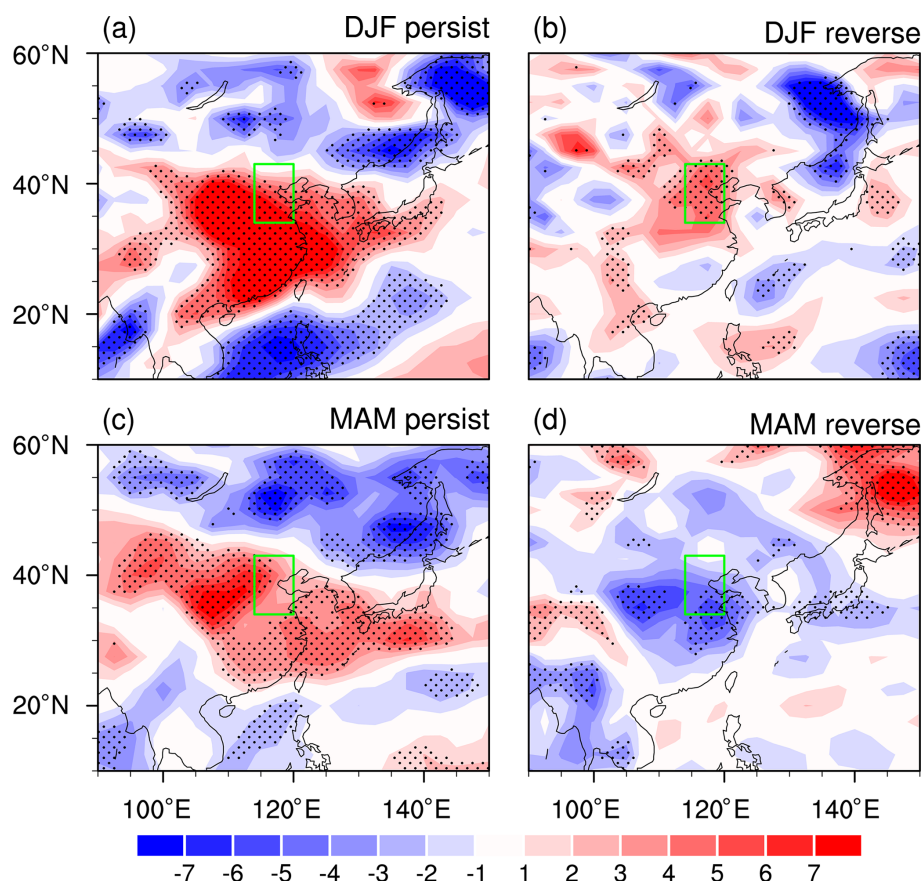 (a) DJF persist
(b) DJF reverse
60°N
40°N
20°N
(c) MAM persist
(d) MAM reverse
60°N
40°N
20°N
100°E 120°E 140°E
100°E 120°E 140°E
-7 -6 -5 -4 -3 -2 -1 1 2 3 4 5 6 7